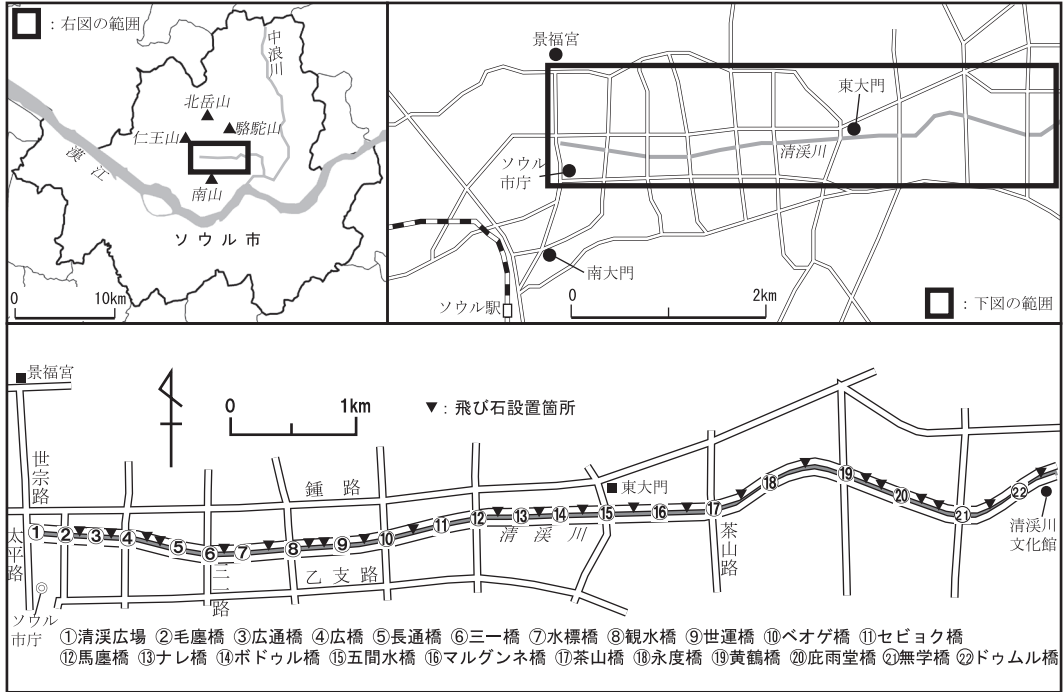 ：右図の範囲
中浪川
北岳山
仁王山
駱駝山
漢江
南山
ソウル市
0
10km
景福宮
東大門
清渓川
ソウル
市庁
南大門
ソウル駅
0
2km
：下図の範囲
景福宮
0
1km
▼：飛び石設置箇所
世宗路
鍾路
東大門
太平路
清渓川
茶山路
乙支路
三一路
清渓川
文化館
ソウル
市庁
① ② ③ ④ ⑤ ⑥ ⑦ ⑧ ⑨ ⑩ ⑪ ⑫ ⑬ ⑭ ⑮ ⑯ ⑰ ⑱ ⑲ ⑳ ㉑ ㉒
①清渓広場 ②毛廛橋 ③広通橋 ④広橋 ⑤長通橋 ⑥三一橋 ⑦水標橋 ⑧観水橋 ⑨世運橋 ⑩ベオゲ橋 ⑪セビョク橋
⑫馬廛橋 ⑬ナレ橋 ⑭ボドゥル橋 ⑮五間水橋 ⑯マルグンネ橋 ⑰茶山橋 ⑱永度橋 ⑲黄鶴橋 ⑳庇雨堂橋 ㉑無学橋 ㉒ドゥムル橋